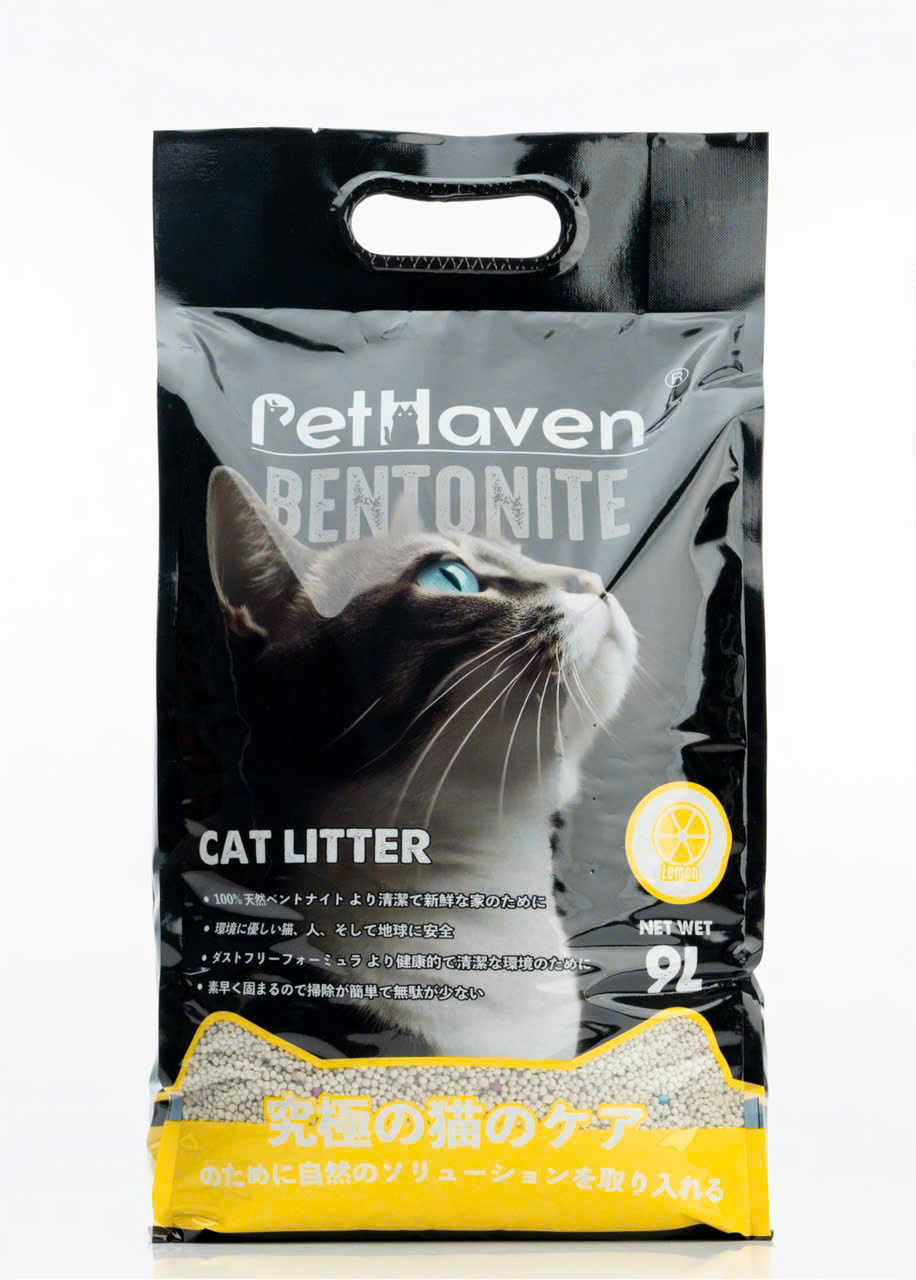 PetHaven ®
BENTONITE
CAT LITTER
Lemon
• 100% 天然ベントナイト より清潔で新鮮な家のために
• 環境に優しい猫、人、そして地球に安全
• ダストフリーフォーミュラ より健康的で清潔な環境のために
• 素早く固まるので掃除が簡単で無駄が少ない
NET WET
9L
究極の猫のケア
のために自然のソリューションを取り入れる